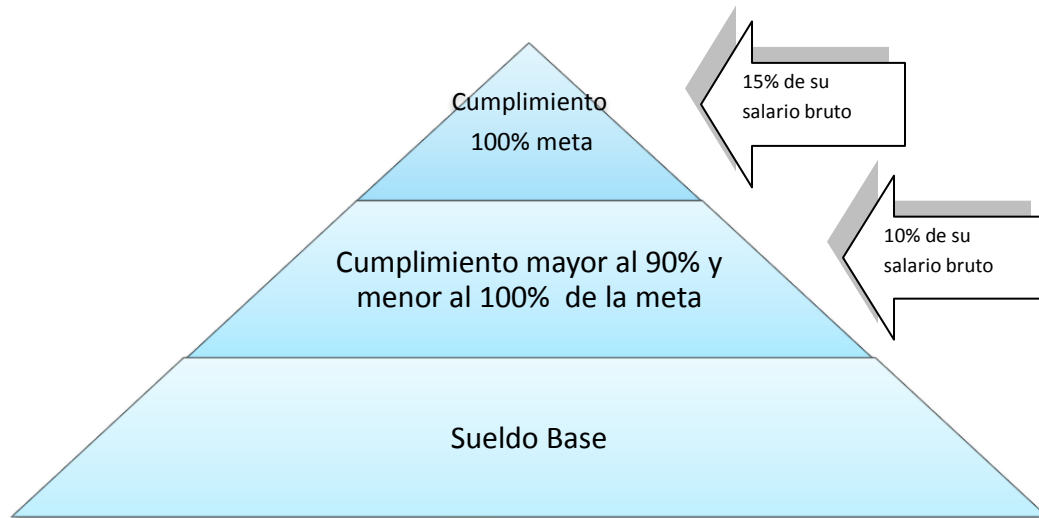 Cumplimiento
100% meta
15% de su
salario bruto
Cumplimiento mayor al 90% y
menor al 100% de la meta
10% de su
salario bruto
Sueldo Base